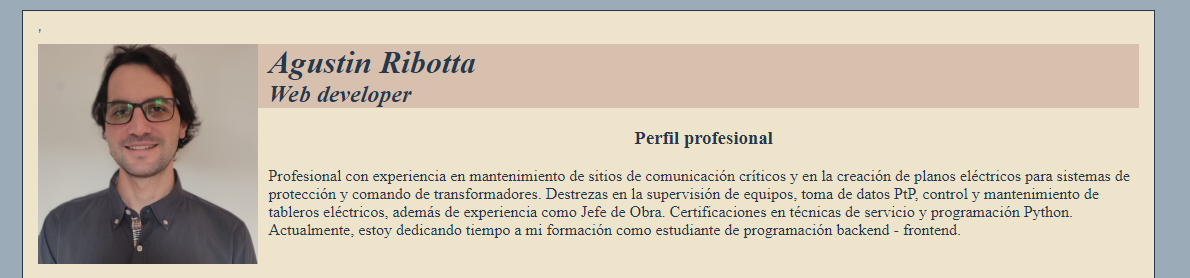 ,
Agustin Ribotta
Web developer
Perfil profesional
Profesional con experiencia en mantenimiento de sitios de comunicación críticos y en la creación de planos eléctricos para sistemas de
protección y comando de transformadores. Destrezas en la supervisión de equipos, toma de datos PtP, control y mantenimiento de
tableros eléctricos, además de experiencia como Jefe de Obra. Certificaciones en técnicas de servicio y programación Python.
Actualmente, estoy dedicando tiempo a mi formación como estudiante de programación backend - frontend.